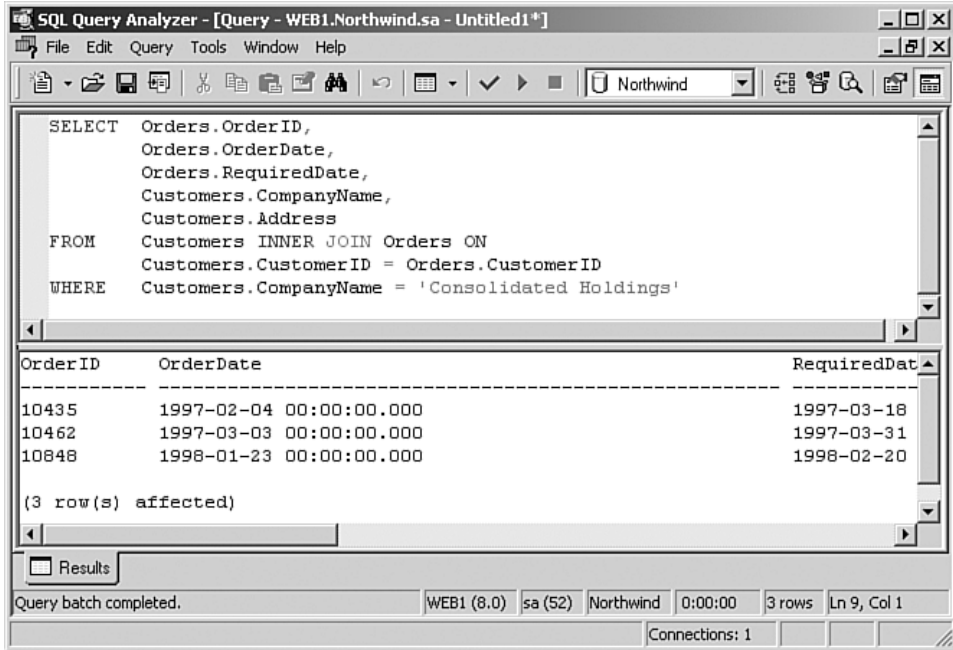 SQL Query Analyzer - [Query - WEB1.Northwind.sa - Untitled1*]
File Edit Query Tools Window Help
Northwind
SELECT Orders.OrderID,
Orders.OrderDate,
Orders.RequiredDate,
Customers.CompanyName,
Customers.Address
FROM Customers INNER JOIN Orders ON
Customers.CustomerID = Orders.CustomerID
WHERE Customers.CompanyName = 'Consolidated Holdings'
OrderID OrderDate RequiredDat
----------- ------------------------------------------------------ -----------
10435 1997-02-04 00:00:00.000 1997-03-18
10462 1997-03-03 00:00:00.000 1997-03-31
10848 1998-01-23 00:00:00.000 1998-02-20
(3 row(s) affected)
Results
Query batch completed. WEB1 (8.0) sa (52) Northwind 0:00:00 3 rows Ln 9, Col 1
Connections: 1